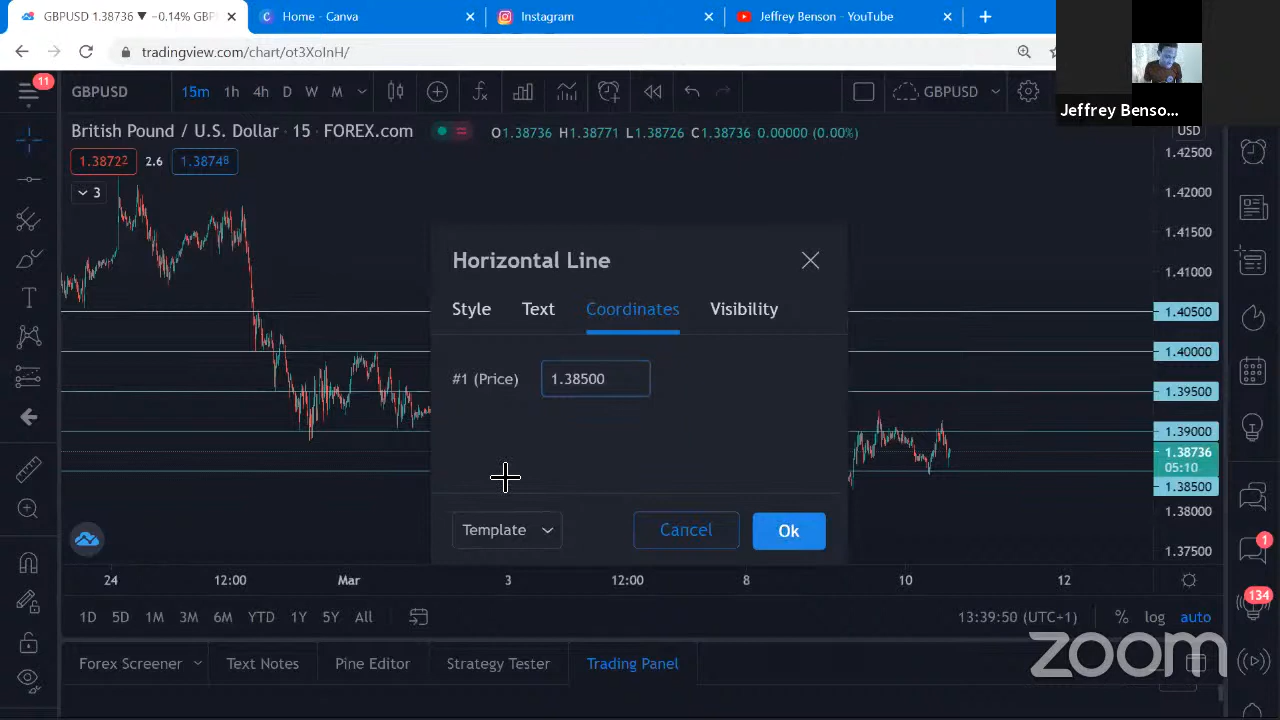 GBPUSD 1.38736 ▼ −0.14% GBP
Home - Canva
Instagram
Jeffrey Benson - YouTube
tradingview.com/chart/ot3XoInH/
Jeffrey Benso...
11
GBPUSD
15m 1h 4h D W M
GBPUSD
British Pound / U.S. Dollar · 15 · FOREX.com
O1.38736 H1.38771 L1.38726 C1.38736 0.00000 (0.00%)
USD
1.38722 2.6 1.38748
3
1.42500
1.42000
1.41500
1.41000
1.40500
1.40000
1.39500
1.39000
1.38736
05:10
1.38500
1.38000
1.37500
Horizontal Line
Style Text Coordinates Visibility
#1 (Price) 1.38500
Template Cancel Ok
24 12:00 Mar 3 12:00 8 10 12
1D 5D 1M 3M 6M YTD 1Y 5Y All
13:39:50 (UTC+1) % log auto
1
134
Forex Screener Text Notes Pine Editor Strategy Tester Trading Panel
zoom